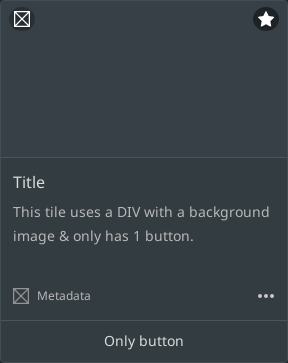 Title
This tile uses a DIV with a background
image & only has 1 button.
Metadata
Only button